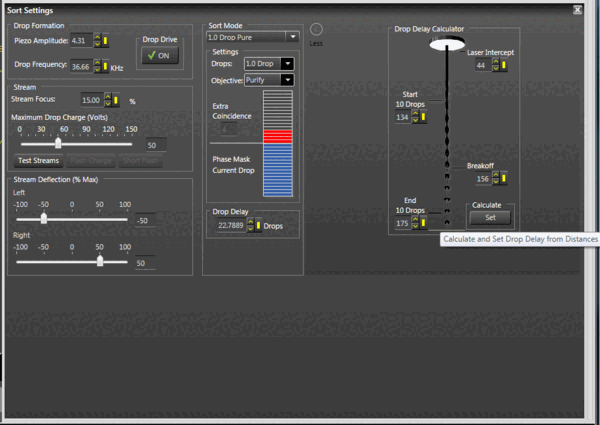 Sort Settings
Drop Formation
Piezo Amplitude: 4.31
Drop Frequency: 36.66 KHz
Drop Drive
ON
Stream
Stream Focus: 15.00 %
Maximum Drop Charge (Volts)
0 30 60 90 120 150
50
Test Streams
Stream Deflection (% Max)
Left
-100 -50 0 50 100
-50
Right
-100 -50 0 50 100
50
Sort Mode
1.0 Drop Pure
Settings
Drops: 1.0 Drop
Objective: Purify
Extra
Coincidence
Phase Mask
Current Drop
Drop Delay
22.7889 Drops
Less
Drop Delay Calculator
Laser Intercept
44
Start
10 Drops
134
Breakoff
156
End
10 Drops
175
Calculate
Set
Calculate and Set Drop Delay from Distances